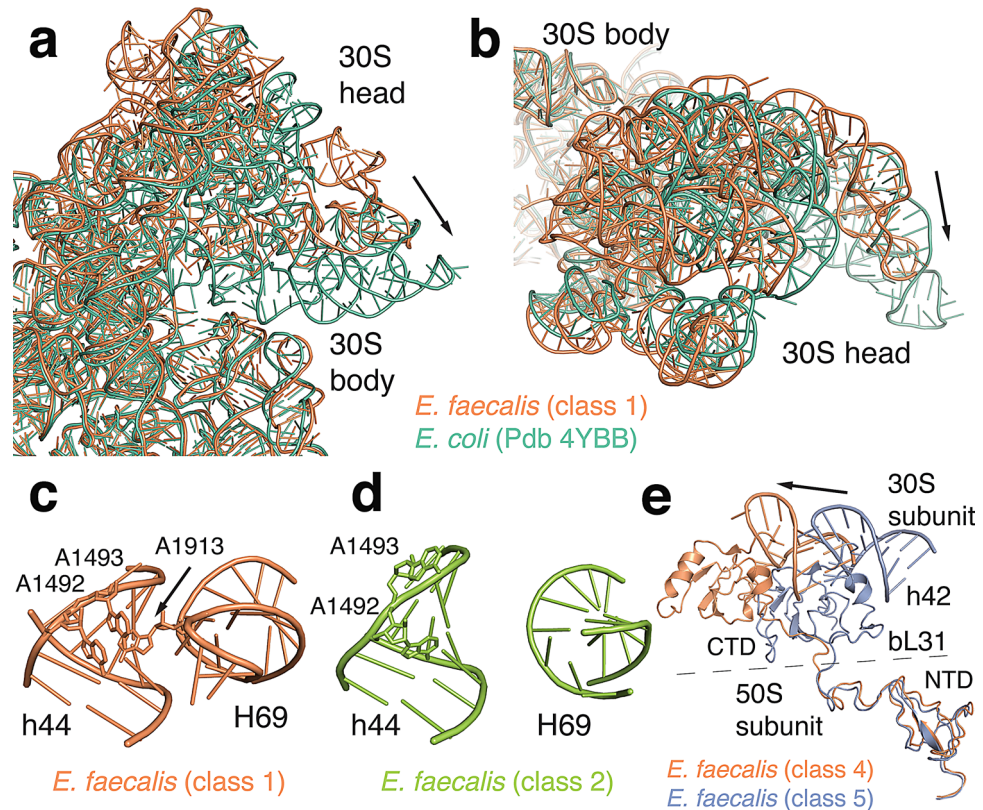 a
30S
head
30S
body
b
30S body
30S head
E. faecalis (class 1)
E. coli (Pdb 4YBB)
c
A1493
A1492
A1913
h44
H69
E. faecalis (class 1)
d
A1493
A1492
h44
H69
E. faecalis (class 2)
e
30S
subunit
h42
CTD
bL31
50S
subunit
NTD
E. faecalis (class 4)
E. faecalis (class 5)